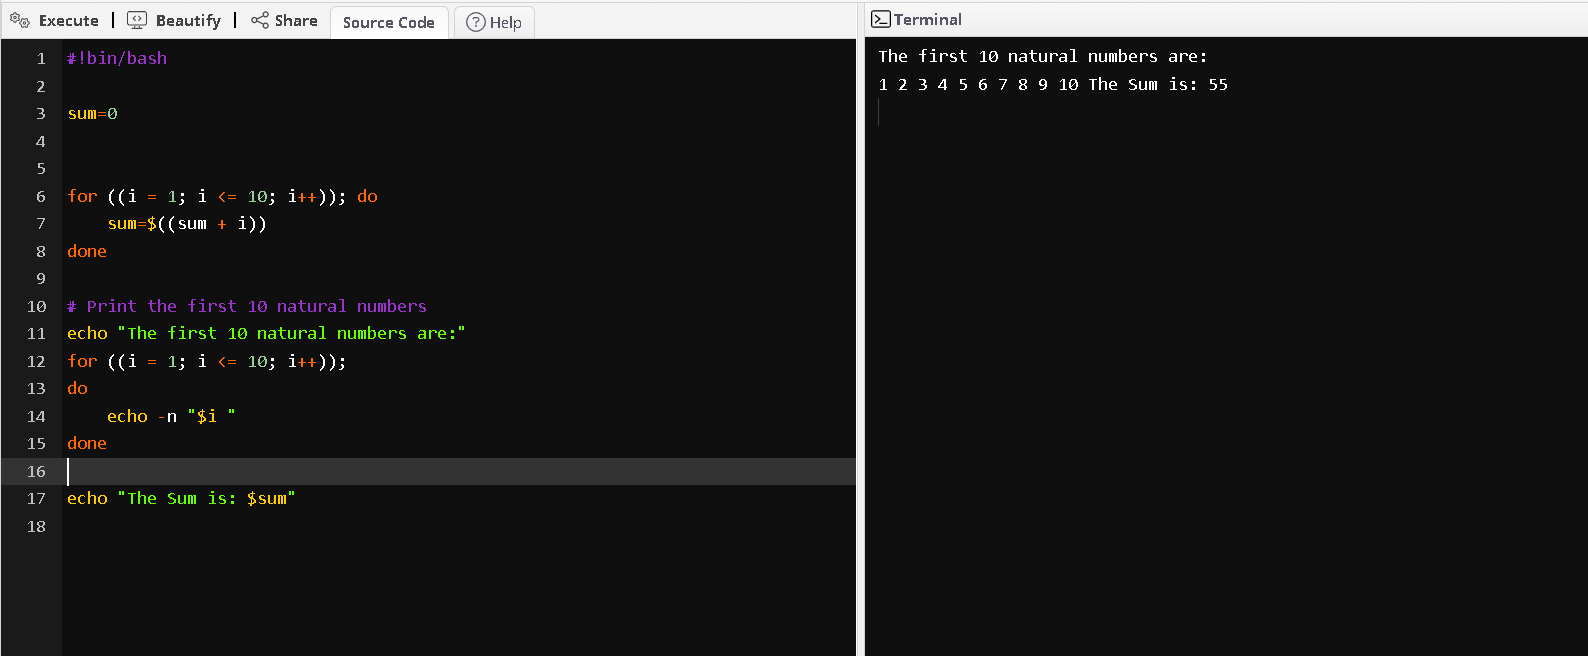 Execute | Beautify | Share Source Code Help
1 #!bin/bash
2
3 sum=0
4
5
6 for ((i = 1; i <= 10; i++)); do
7     sum=$((sum + i))
8 done
9
10 # Print the first 10 natural numbers
11 echo "The first 10 natural numbers are:"
12 for ((i = 1; i <= 10; i++));
13 do
14     echo -n "$i "
15 done
16
17 echo "The Sum is: $sum"
18
Terminal
The first 10 natural numbers are:
1 2 3 4 5 6 7 8 9 10 The Sum is: 55